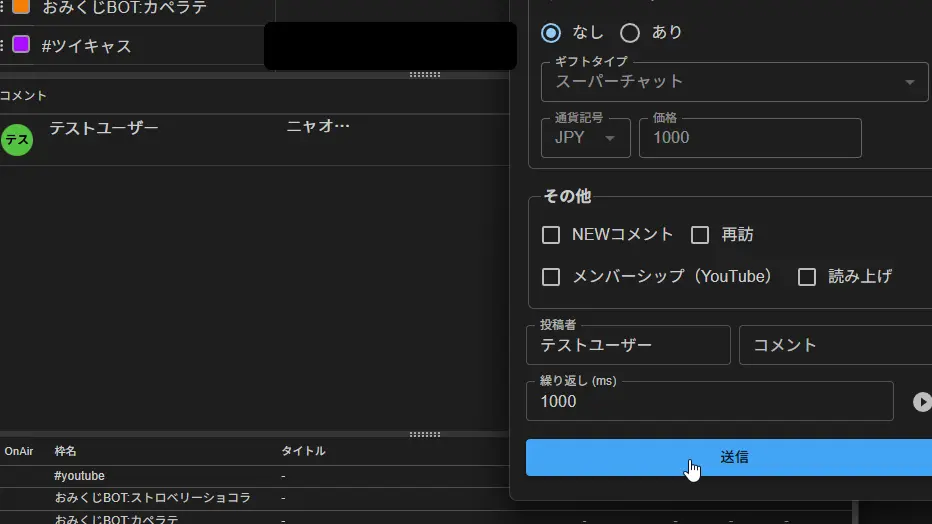 おみくじBOT:カペラテ
#ツイキャス
コメント
テス
テストユーザー
ニャオ…
なし
あり
ギフトタイプ
スーパーチャット
通貨記号
JPY
価格
1000
その他
NEWコメント
再訪
メンバーシップ（YouTube）
読み上げ
投稿者
テストユーザー
コメント
繰り返し (ms)
1000
送信
OnAir 枠名 タイトル
#youtube -
おみくじBOT:ストロベリーショコラ -
おみくじBOT:カペラテ -